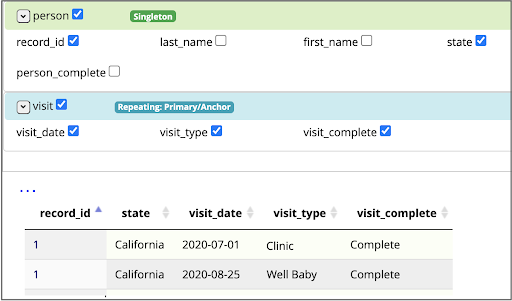 person Singleton
record_id last_name first_name state
person_complete
visit Repeating: Primary/Anchor
visit_date visit_type visit_complete
...
record_id state visit_date visit_type visit_complete
1 California 2020-07-01 Clinic Complete
1 California 2020-08-25 Well Baby Complete